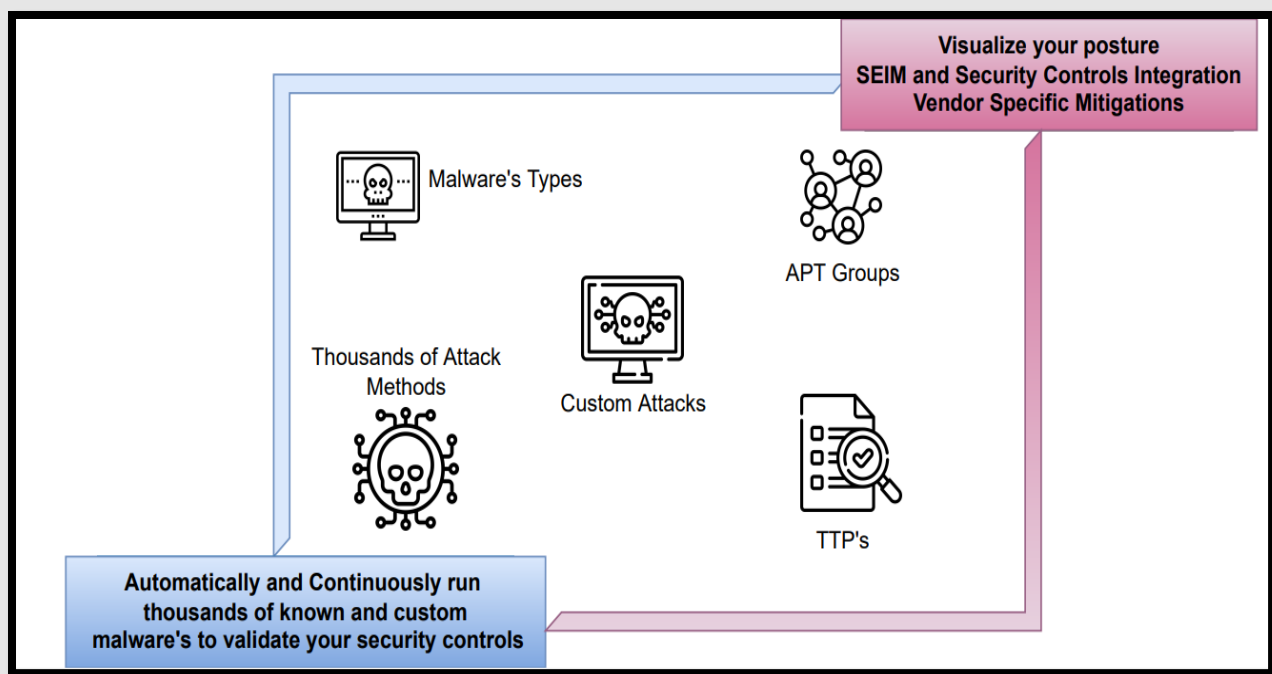 Visualize your posture
SEIM and Security Controls Integration
Vendor Specific Mitigations
Malware's Types
APT Groups
Thousands of Attack
Methods
Custom Attacks
TTP's
Automatically and Continuously run
thousands of known and custom
malware's to validate your security controls